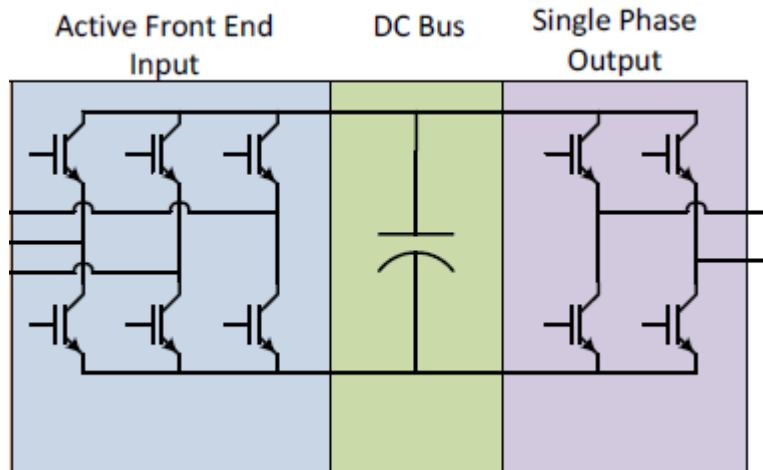 Active Front End
Input
DC Bus
Single Phase
Output